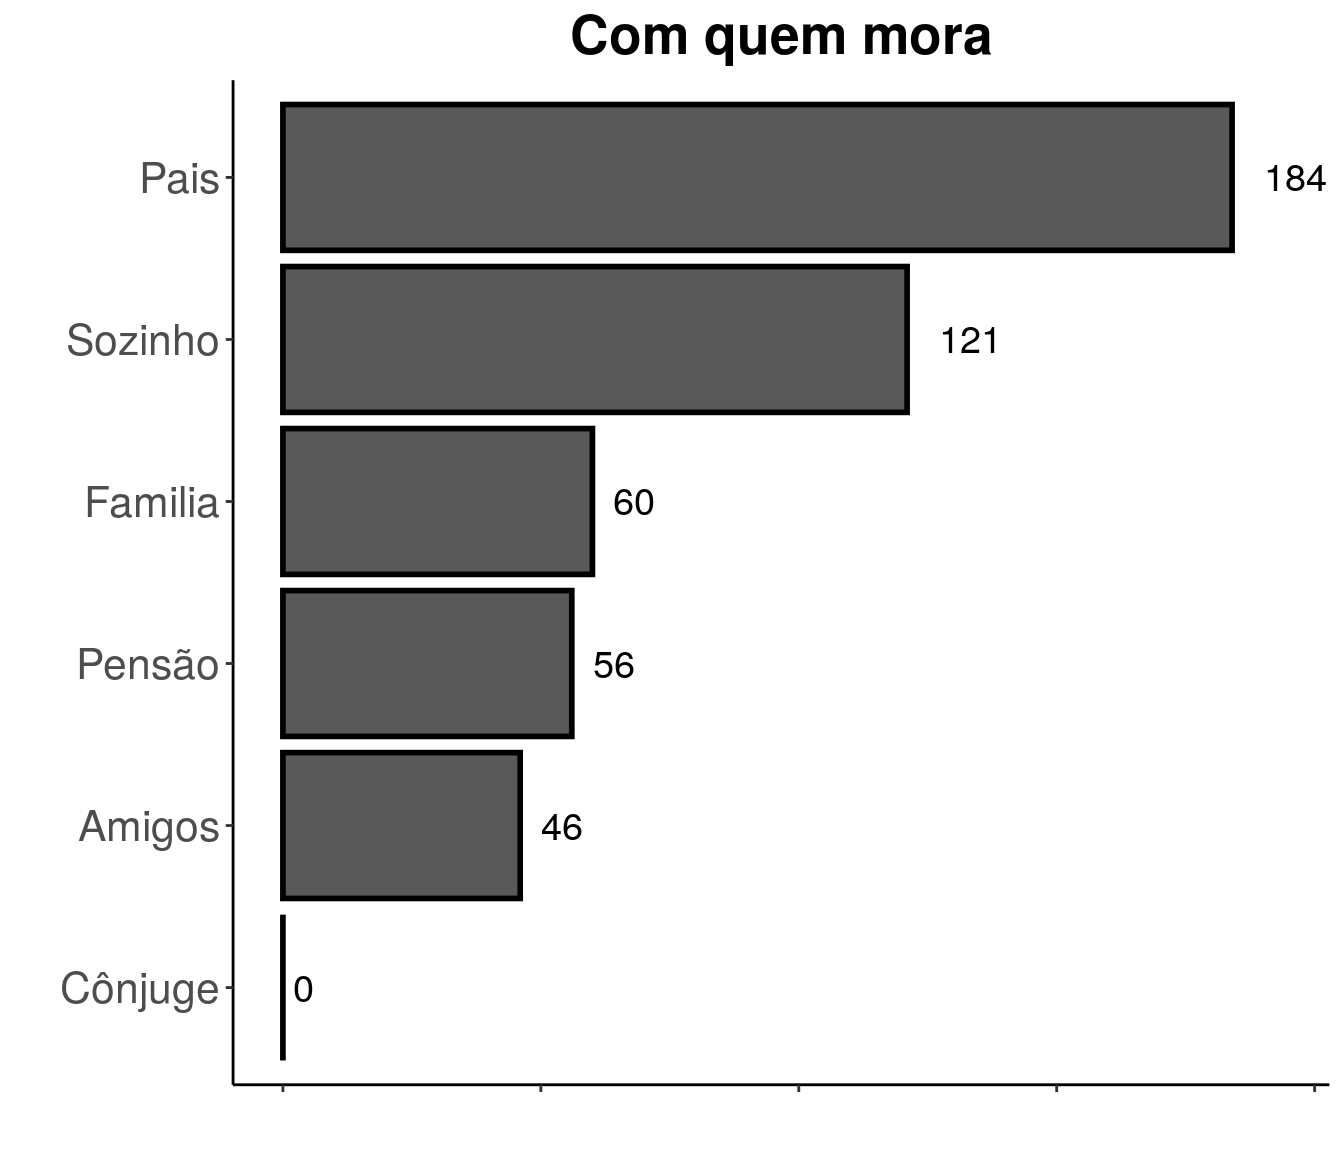 Com quem mora
Pais 184
Sozinho 121
Familia 60
Pensão 56
Amigos 46
Cônjuge 0